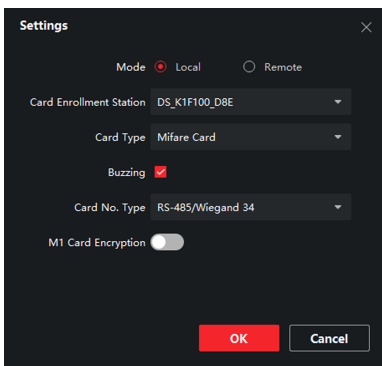 Settings
Mode Local Remote
Card Enrollment Station DS_K1F100_D8E
Card Type Mifare Card
Buzzing
Card No. Type RS-485/Wiegand 34
M1 Card Encryption
OK Cancel